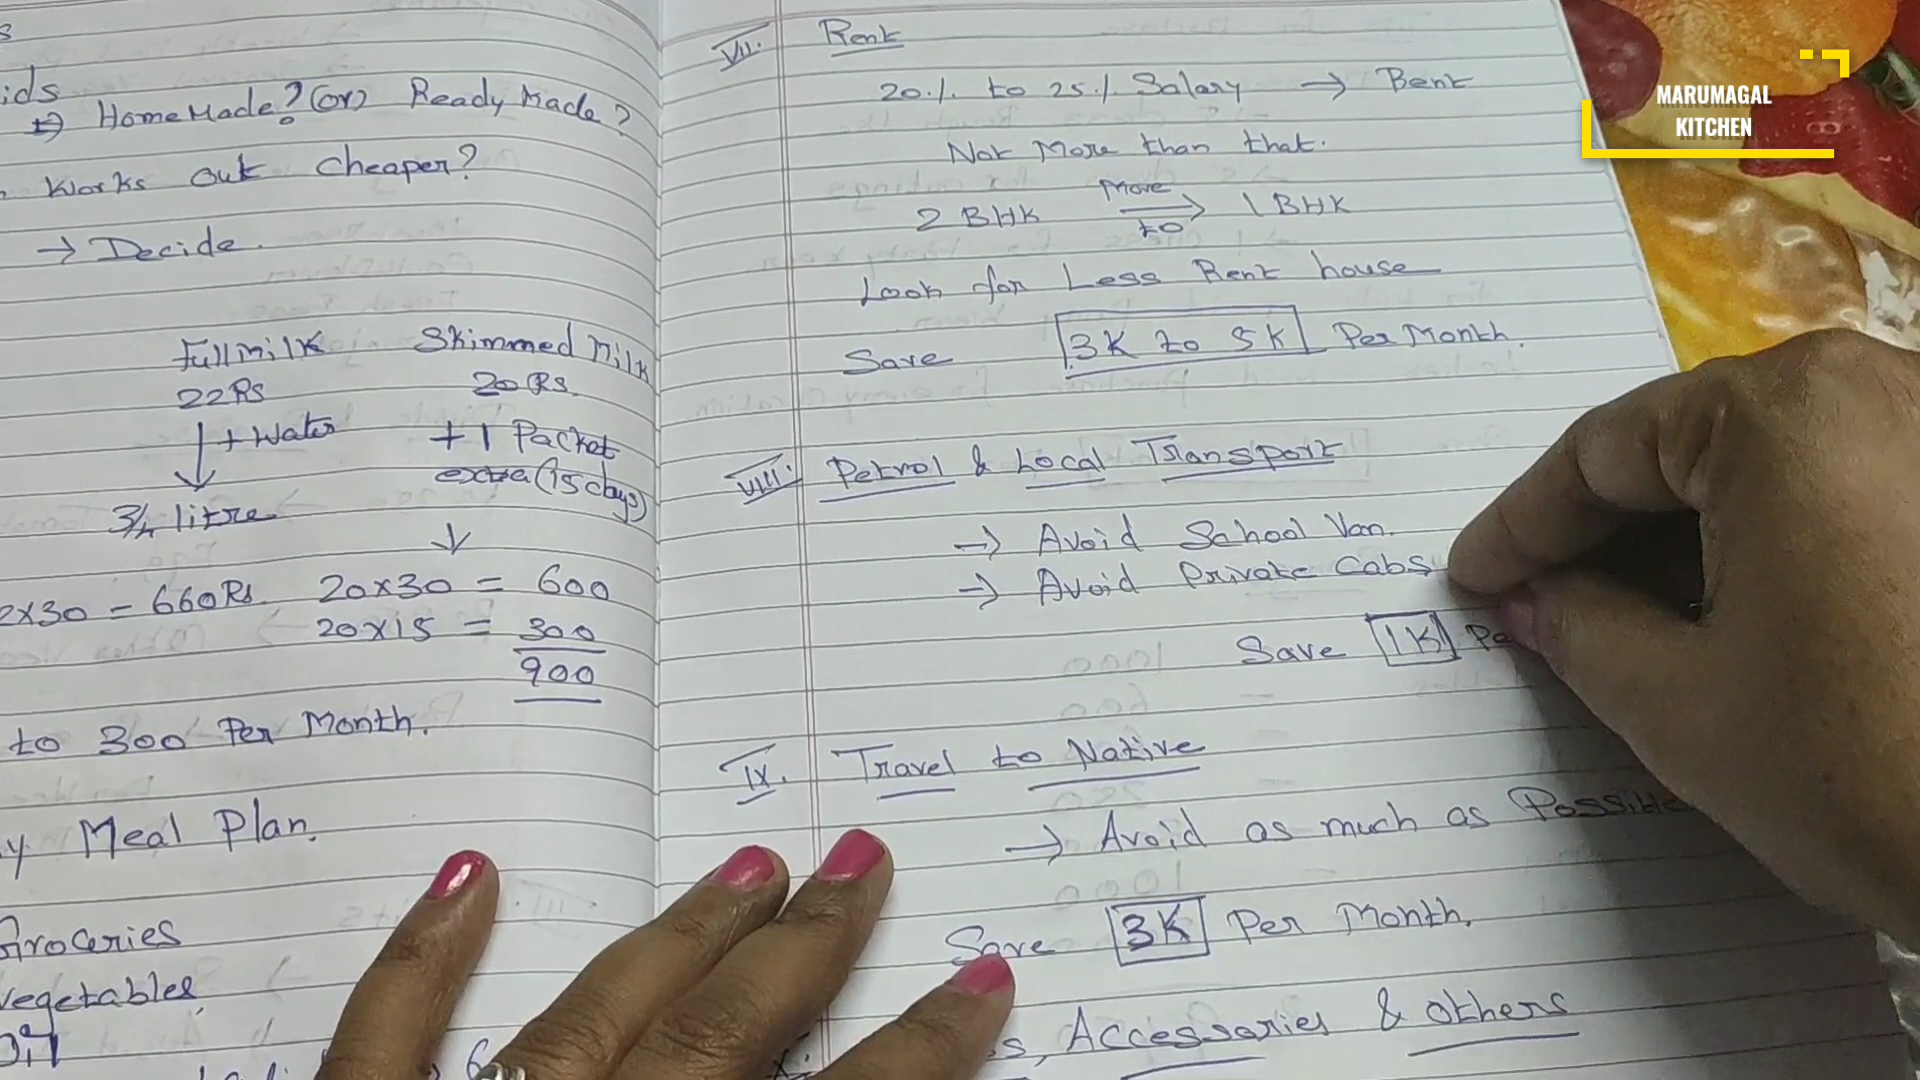 ids
→ HomeMade? (or) Ready Made?
Works out cheaper?
→ Decide.
Full milk
22 RS
+ Water
3/4 litre
Skimmed Milk
20 RS.
+ 1 Packet
extra (15 days)
2x30 = 660 RS
20x30 = 600
20x15 = 300
900
to 300 Per Month.
y Meal Plan.
Groceries
Vegetables,
VII. Rent
20% to 25% Salary → Rent
Not More than that.
2 BHK Move to 1 BHK
Look for Less Rent house
Save 3K to 5K Per Month.
VIII. Petrol & Local Transport
→ Avoid School Van.
→ Avoid Private Cabs
Save 1K Pe
IX. Travel to Native
→ Avoid as much as Possible
Save 3K Per Month.
s, Accessories & Others
MARUMAGAL
KITCHEN